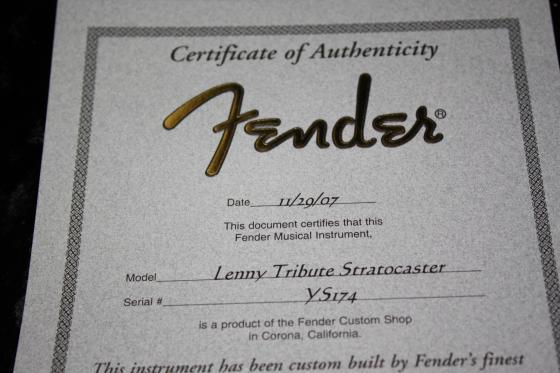 Certificate of Authenticity
Fender®
Date 11/29/07
This document certifies that this
Fender Musical Instrument,
Model Lenny Tribute Stratocaster
Serial # YS174
is a product of the Fender Custom Shop
in Corona, California.
This instrument has been custom built by Fender's finest